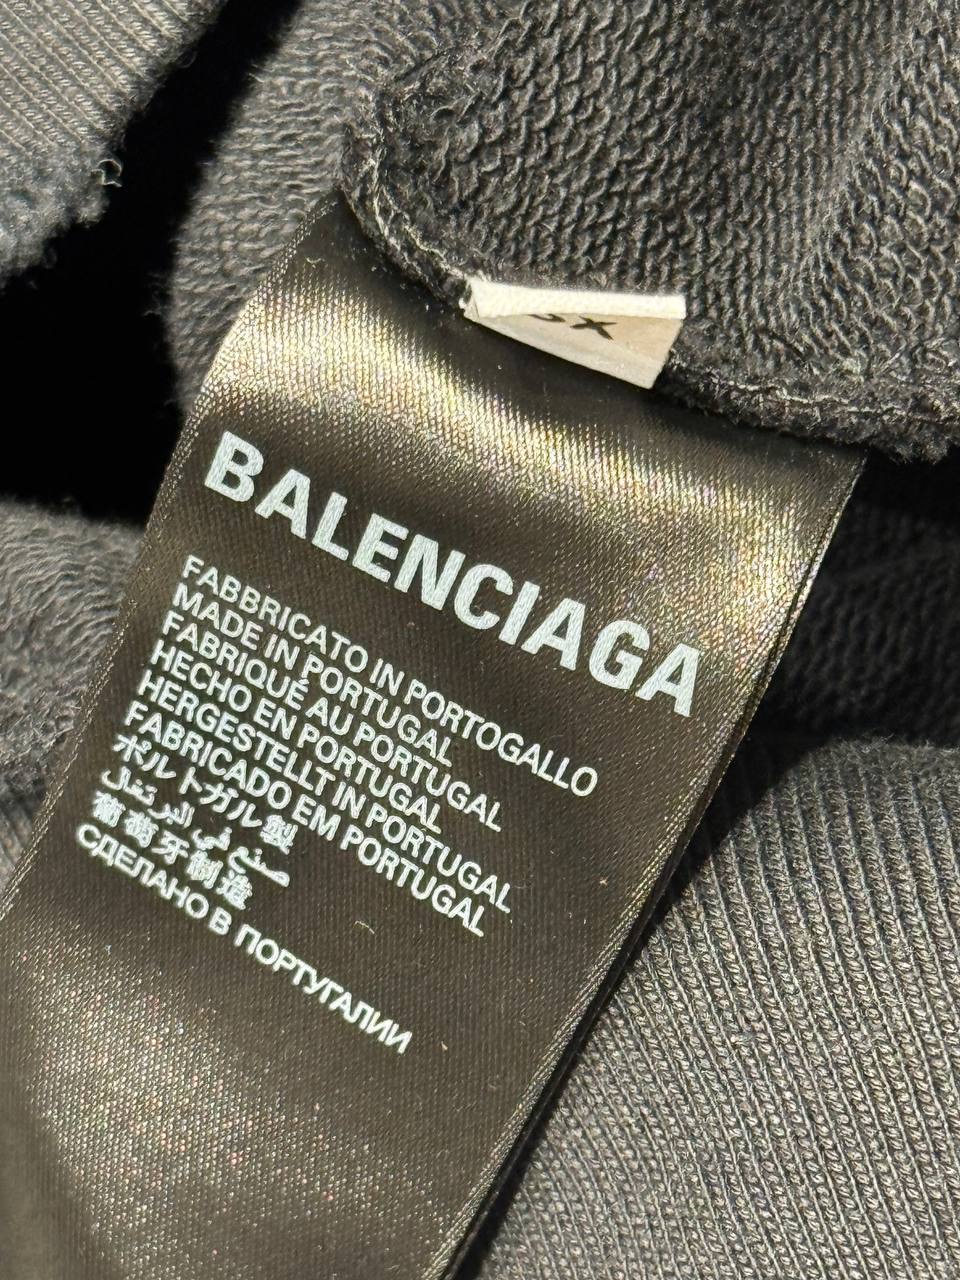 BALENCIAGA
FABBRICATO IN PORTOGALLO
MADE IN PORTUGAL
FABRIQUÉ AU PORTUGAL
HECHO EN PORTUGAL
HERGESTELLT IN PORTUGAL
FABRICADO EM PORTUGAL
ポルトガル製
صنع في البرتغال
葡萄牙制造
СДЕЛАНО В ПОРТУГАЛИИ